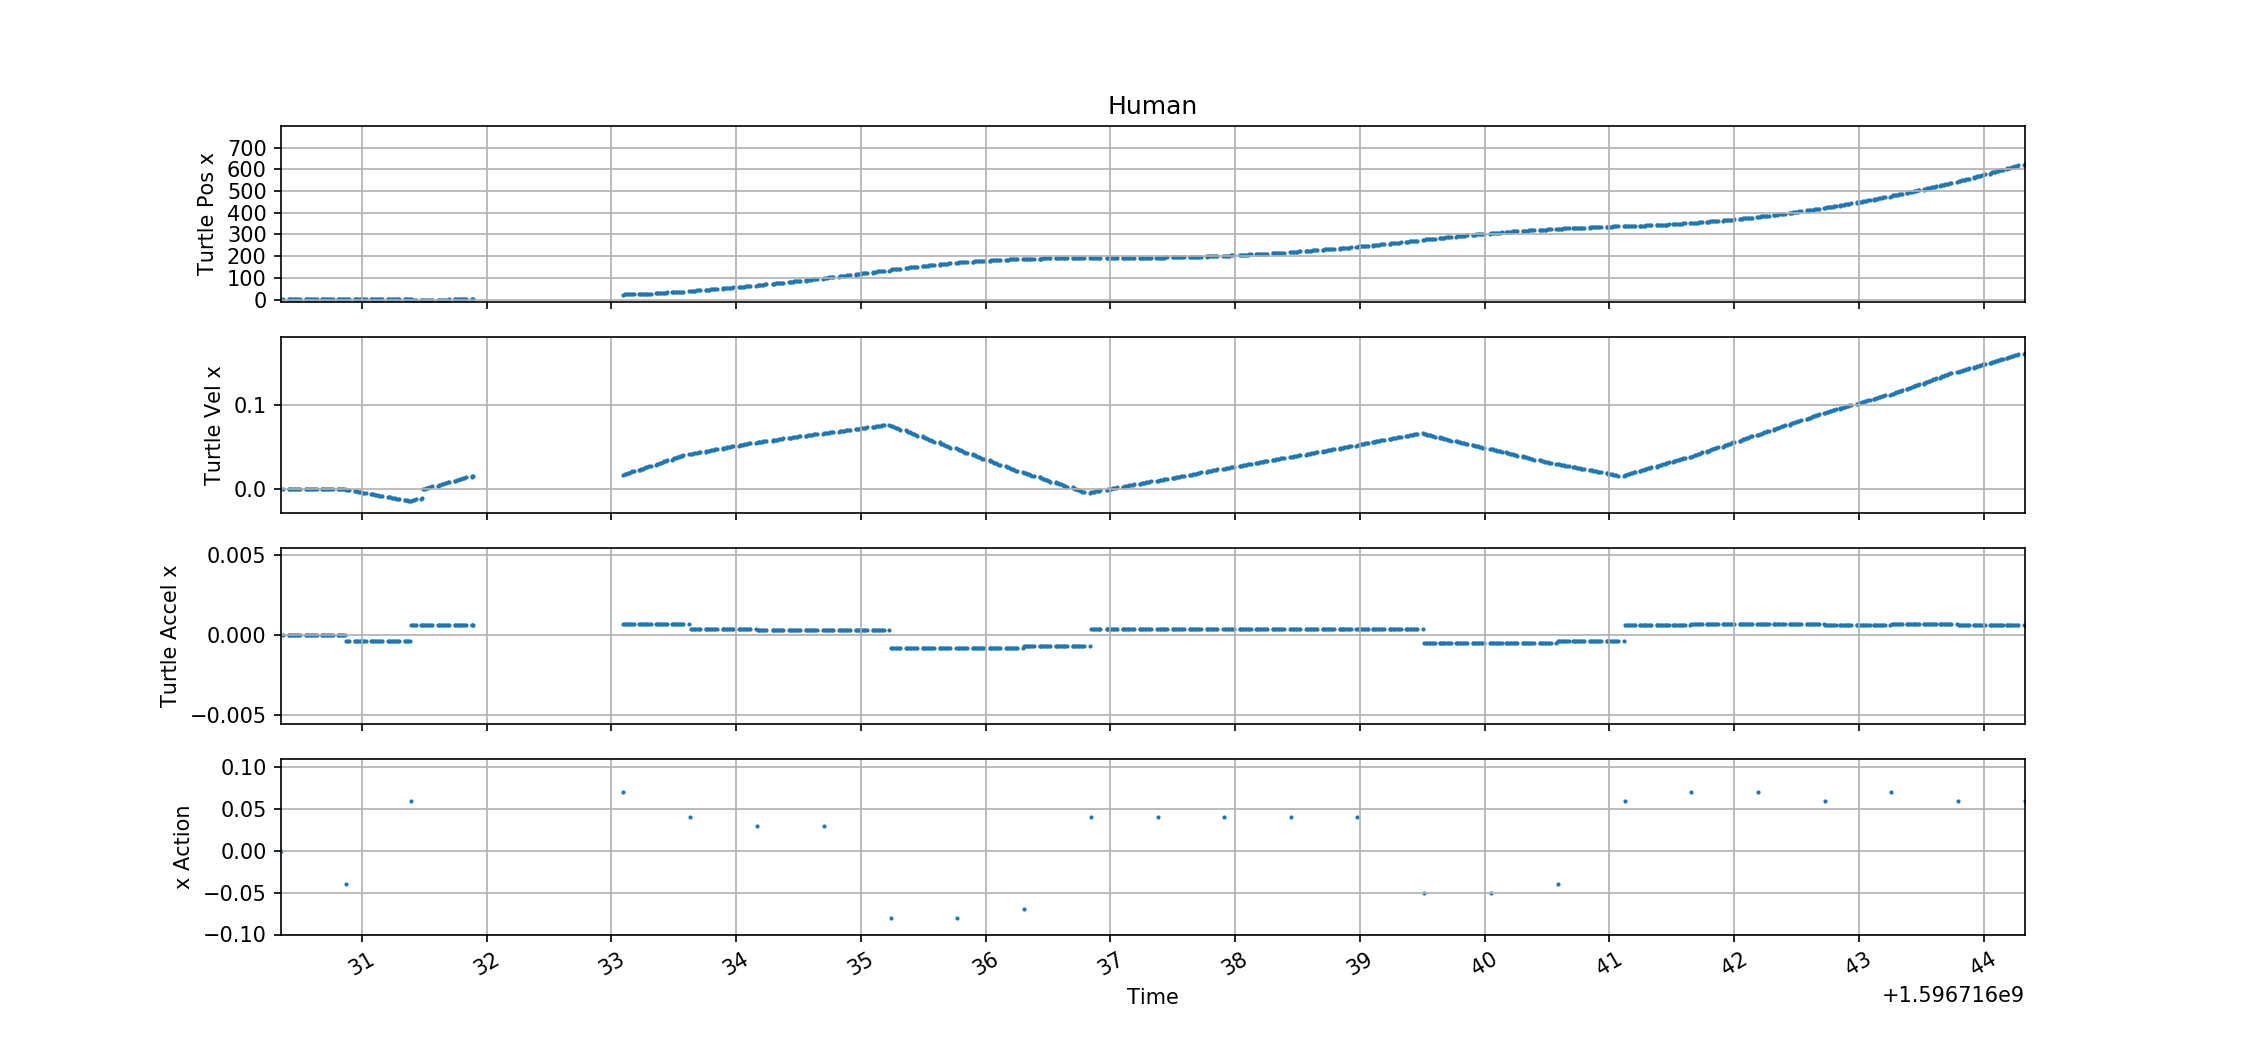 Human
Turtle Pos x
700
600
500
400
300
200
100
0
Turtle Vel x
0.1
0.0
Turtle Accel x
0.005
0.000
−0.005
x Action
0.10
0.05
0.00
−0.05
−0.10
31 32 33 34 35 36 37 38 39 40 41 42 43 44
Time
+1.596716e9